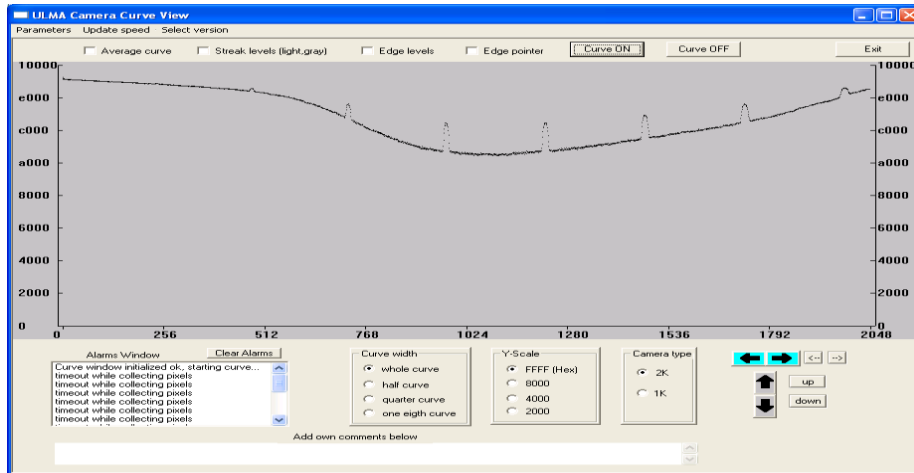 ULMA Camera Curve View
Parameters Update speed Select version
Average curve Streak levels (light,gray) Edge levels Edge pointer Curve ON Curve OFF Exit
10000 10000
e000 e000
c000 c000
a000 a000
8000 8000
6000 6000
4000 4000
2000 2000
0 0
0 256 512 768 1024 1280 1536 1792 2048
Alarms Window Clear Alarms
Curve window initialized ok, starting curve...
timeout while collecting pixels
timeout while collecting pixels
timeout while collecting pixels
timeout while collecting pixels
timeout while collecting pixels
timeout while collecting pixels
Curve width
whole curve
half curve
quarter curve
one eigth curve
Y-Scale
FFFF (Hex)
8000
4000
2000
Camera type
2K
1K
<-- -->
up
down
Add own comments below